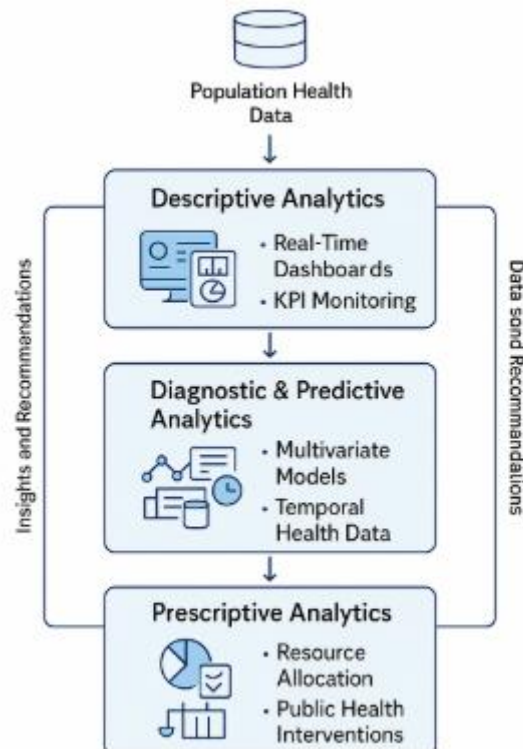 Population Health
Data
Descriptive Analytics
• Real-Time
Dashboards
• KPI Monitoring
Insights and Recommendations
Data sond Recommandations
Diagnostic & Predictive
Analytics
• Multivariate
Models
• Temporal
Health Data
Prescriptive Analytics
• Resource
Allocation
• Public Health
Interventions